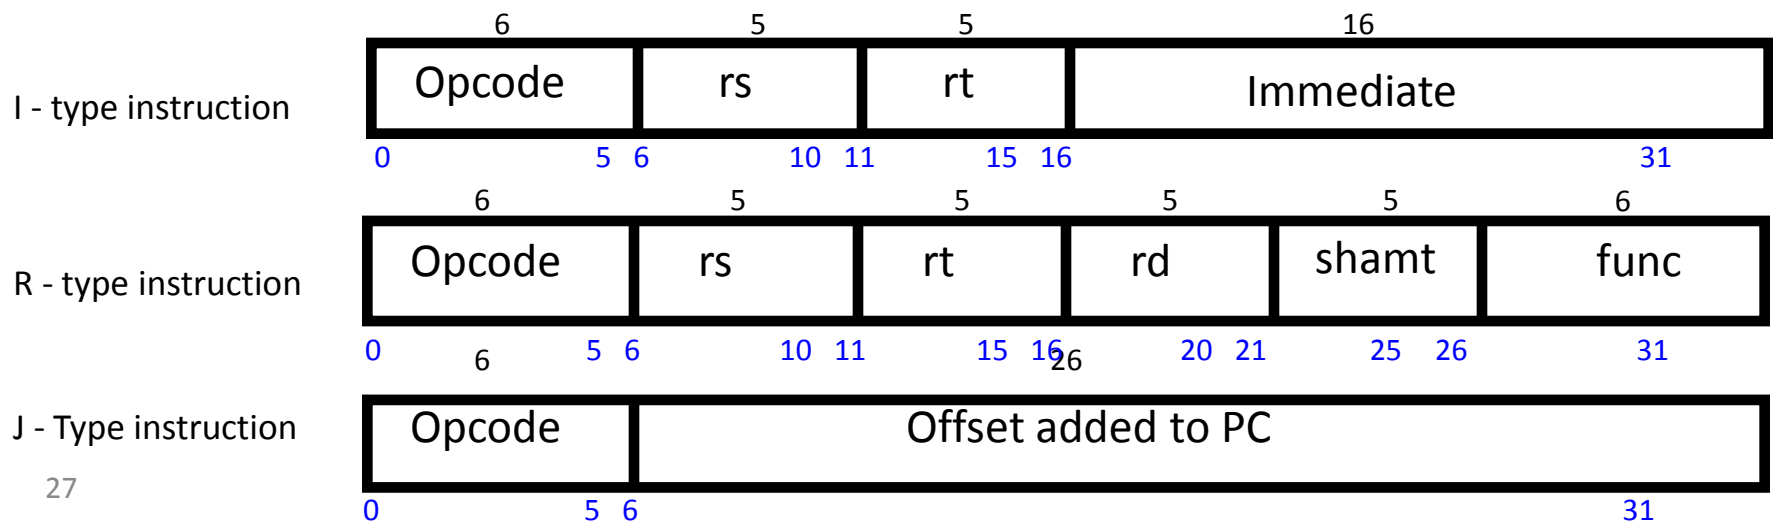 6 5 5 16
I - type instruction Opcode rs rt Immediate
0 5 6 10 11 15 16 31
6 5 5 5 5 6
R - type instruction Opcode rs rt rd shamt func
0 5 6 10 11 15 16 20 21 25 26 31
6 26
J - Type instruction Opcode Offset added to PC
27
0 5 6 31